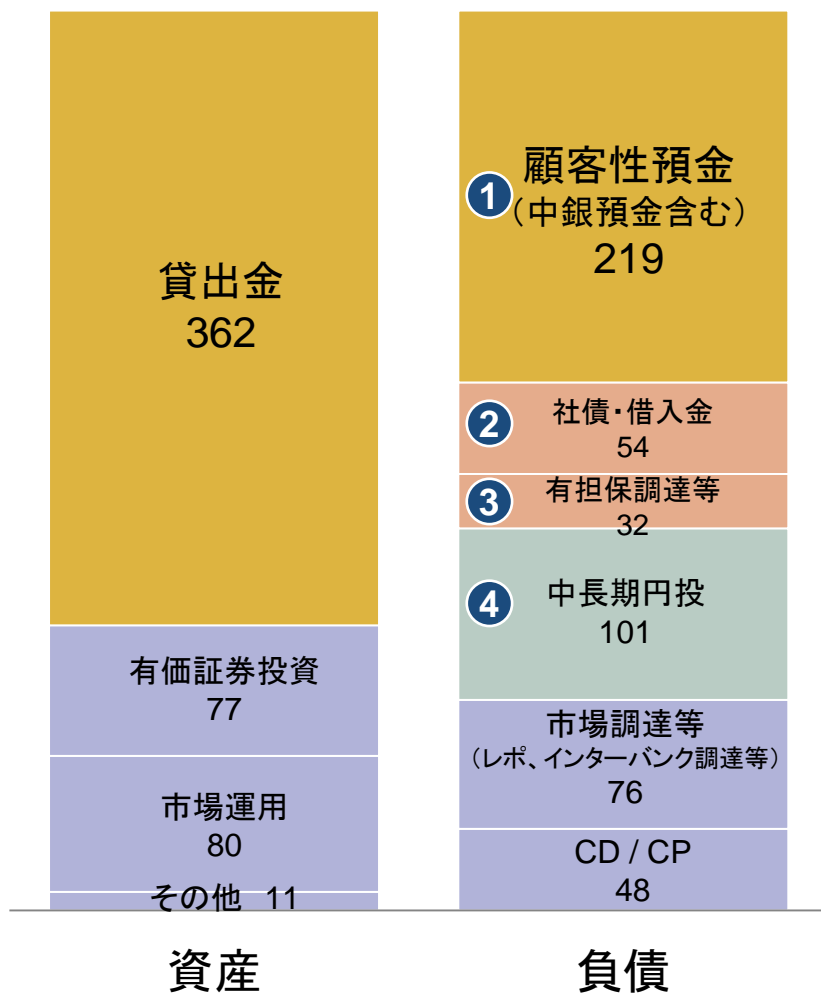 貸出金
362
有価証券投資
77
市場運用
80
その他 11
資産
1
顧客性預金
（中銀預金含む）
219
2
社債・借入金
54
3
有担保調達等
32
4
中長期円投
101
市場調達等
（レポ、インターバンク調達等）
76
CD / CP
48
負債